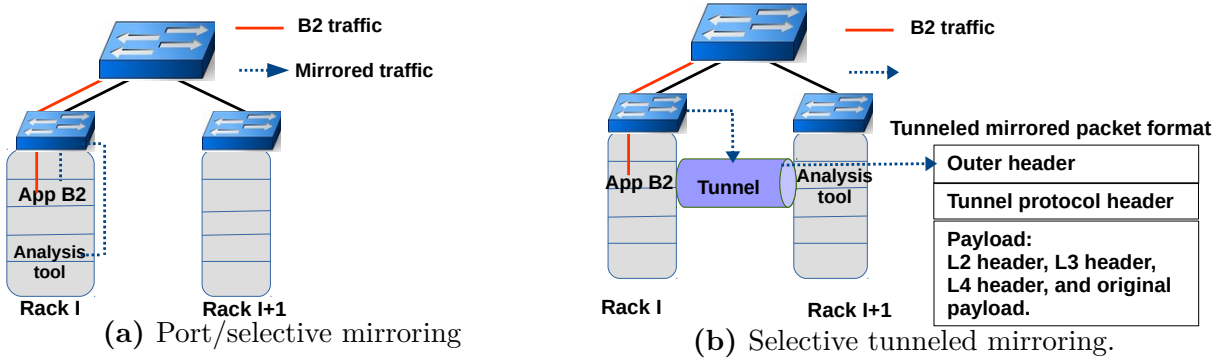 B2 traffic
Mirrored traffic
App B2
Analysis
tool
Rack I
Rack I+1
(a) Port/selective mirroring
B2 traffic
App B2
Tunnel
Analysis
tool
Rack I
Rack I+1
Tunneled mirrored packet format
Outer header
Tunnel protocol header
Payload:
L2 header, L3 header,
L4 header, and original
payload.
(b) Selective tunneled mirroring.